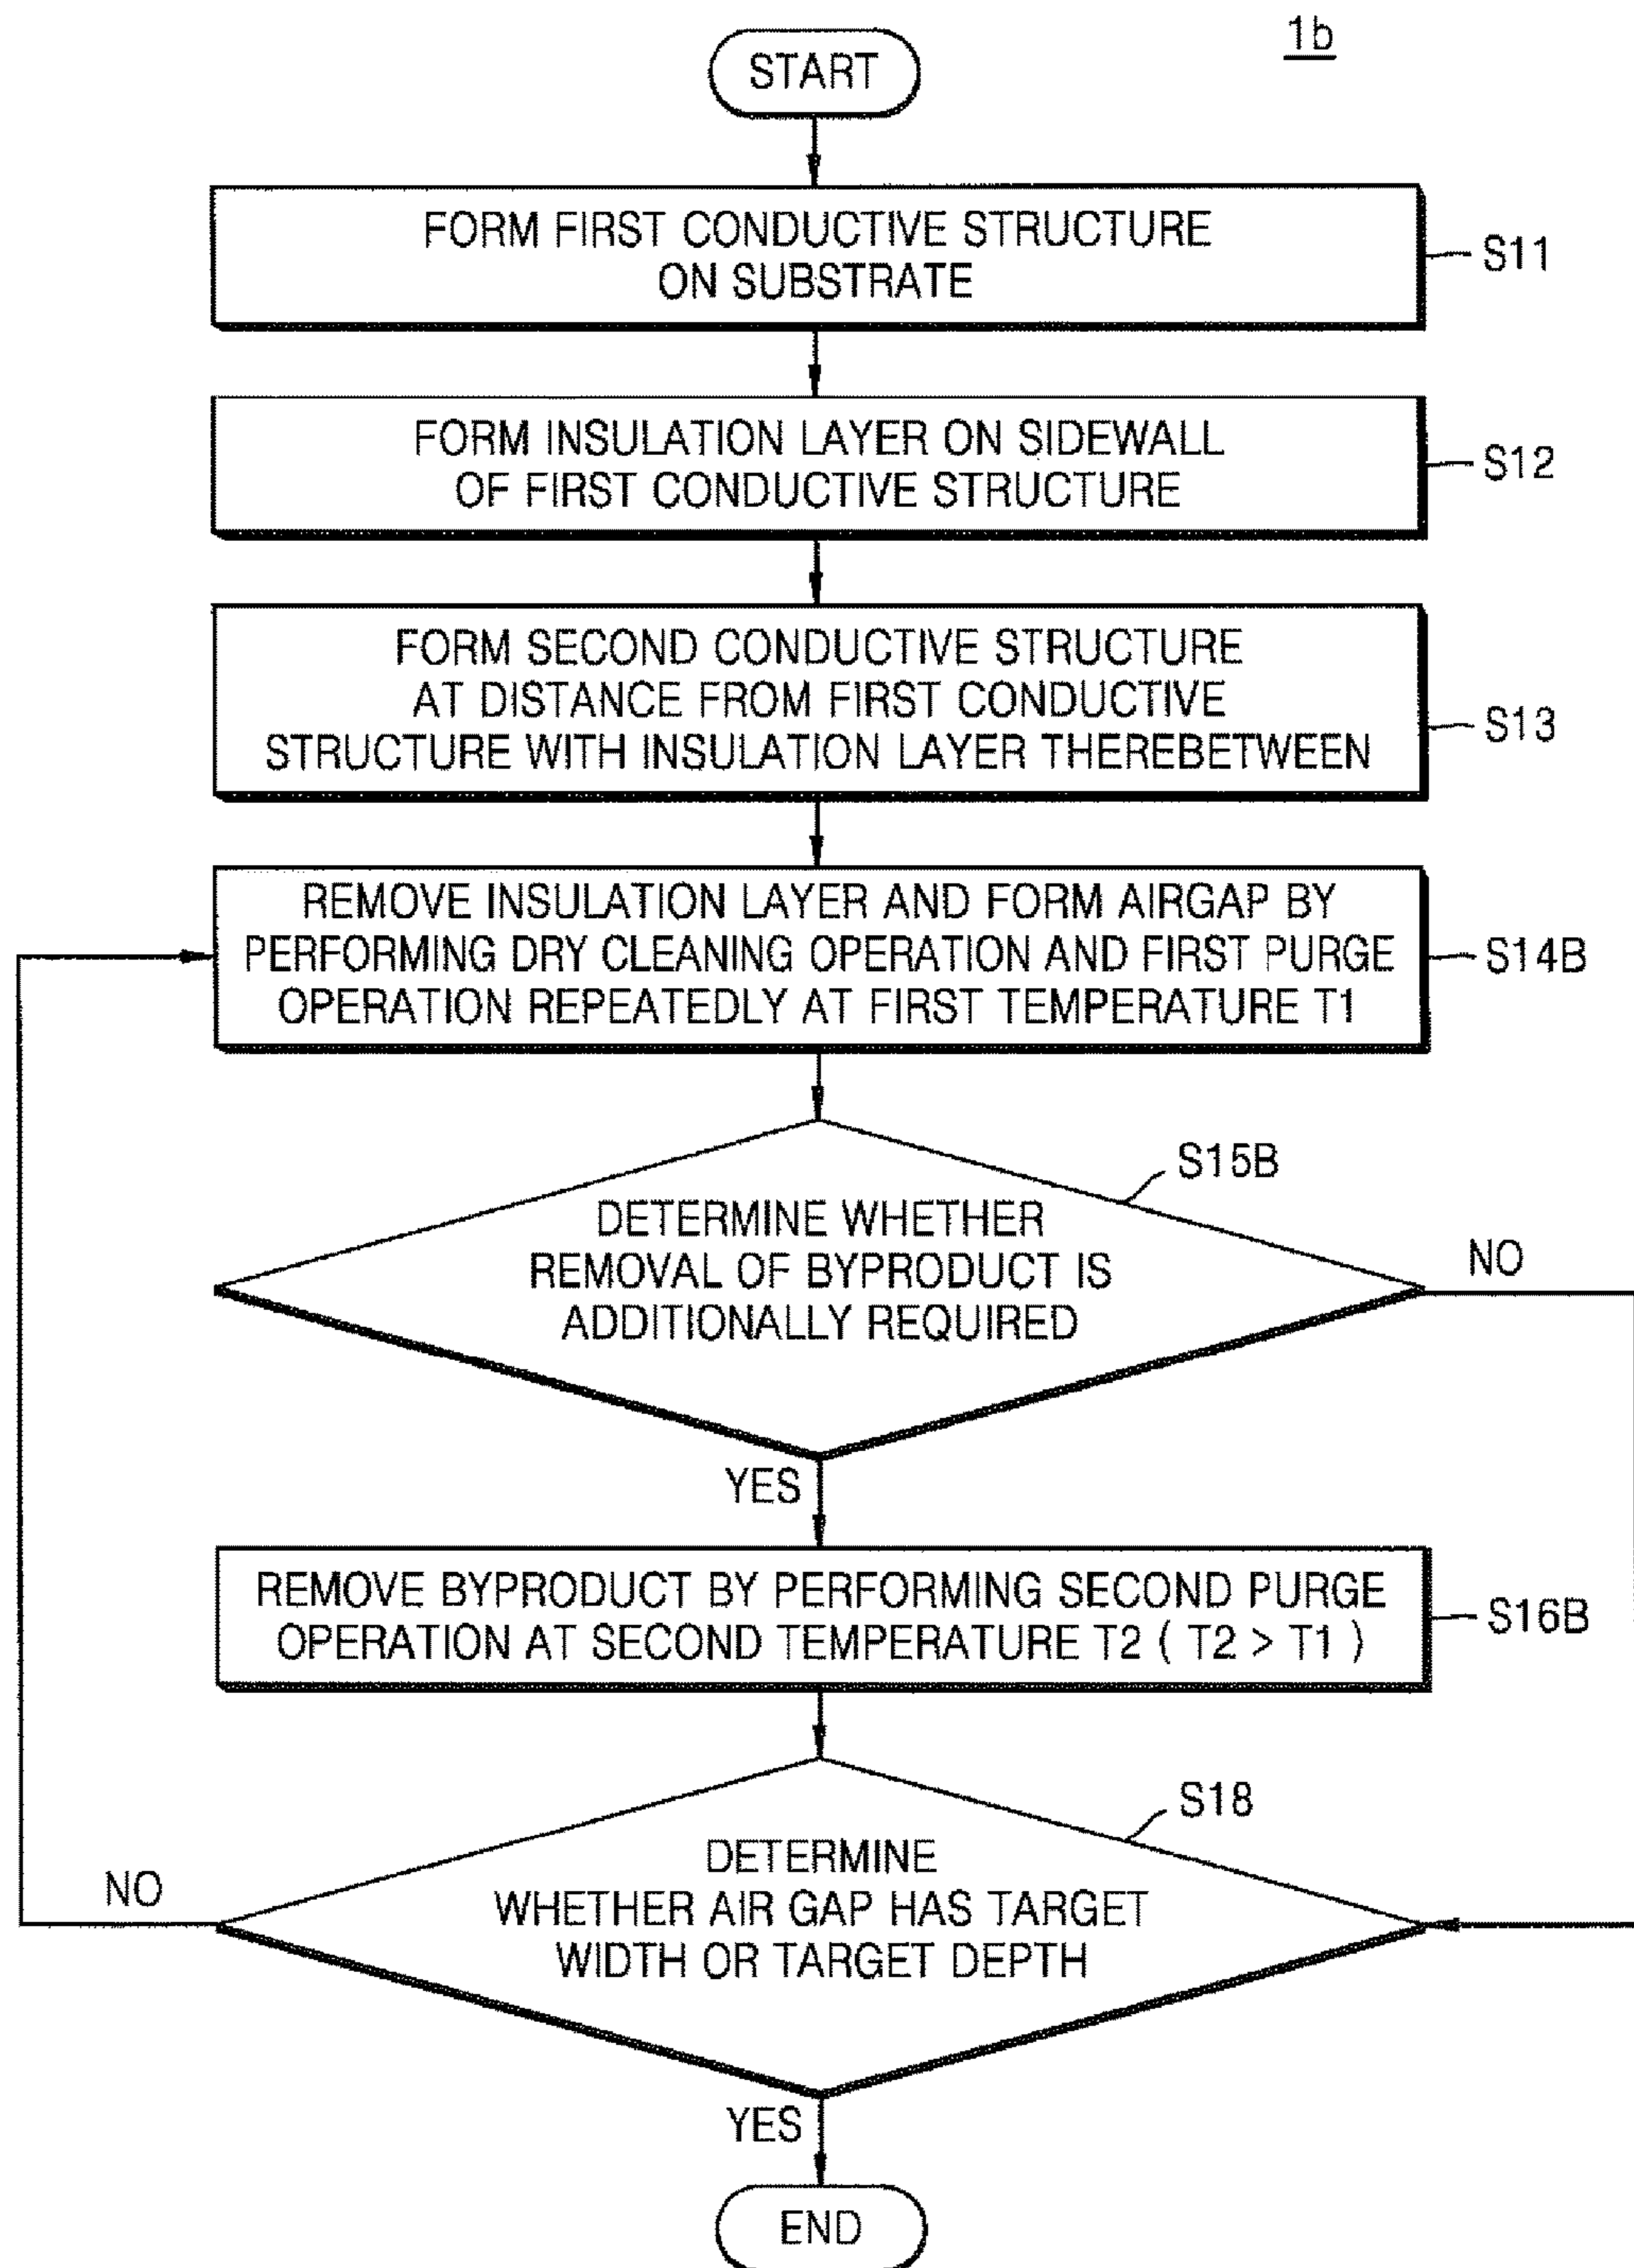 1b
START
FORM FIRST CONDUCTIVE STRUCTURE
ON SUBSTRATE
S11
FORM INSULATION LAYER ON SIDEWALL
OF FIRST CONDUCTIVE STRUCTURE
S12
FORM SECOND CONDUCTIVE STRUCTURE
AT DISTANCE FROM FIRST CONDUCTIVE
STRUCTURE WITH INSULATION LAYER THEREBETWEEN
S13
REMOVE INSULATION LAYER AND FORM AIRGAP BY
PERFORMING DRY CLEANING OPERATION AND FIRST PURGE
OPERATION REPEATEDLY AT FIRST TEMPERATURE T1
S14B
S15B
DETERMINE WHETHER
REMOVAL OF BYPRODUCT IS
ADDITIONALLY REQUIRED
NO
YES
REMOVE BYPRODUCT BY PERFORMING SECOND PURGE
OPERATION AT SECOND TEMPERATURE T2 ( T2 > T1 )
S16B
S18
DETERMINE
WHETHER AIR GAP HAS TARGET
WIDTH OR TARGET DEPTH
NO
YES
END